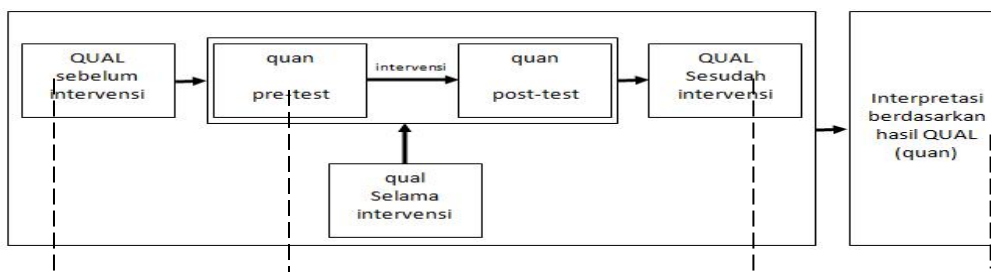 QUAL
sebelum
intervensi
quan
pre-test
intervensi
quan
post-test
QUAL
Sesudah
intervensi
qual
Selama
intervensi
Interpretasi
berdasarkan
hasil QUAL
(quan)